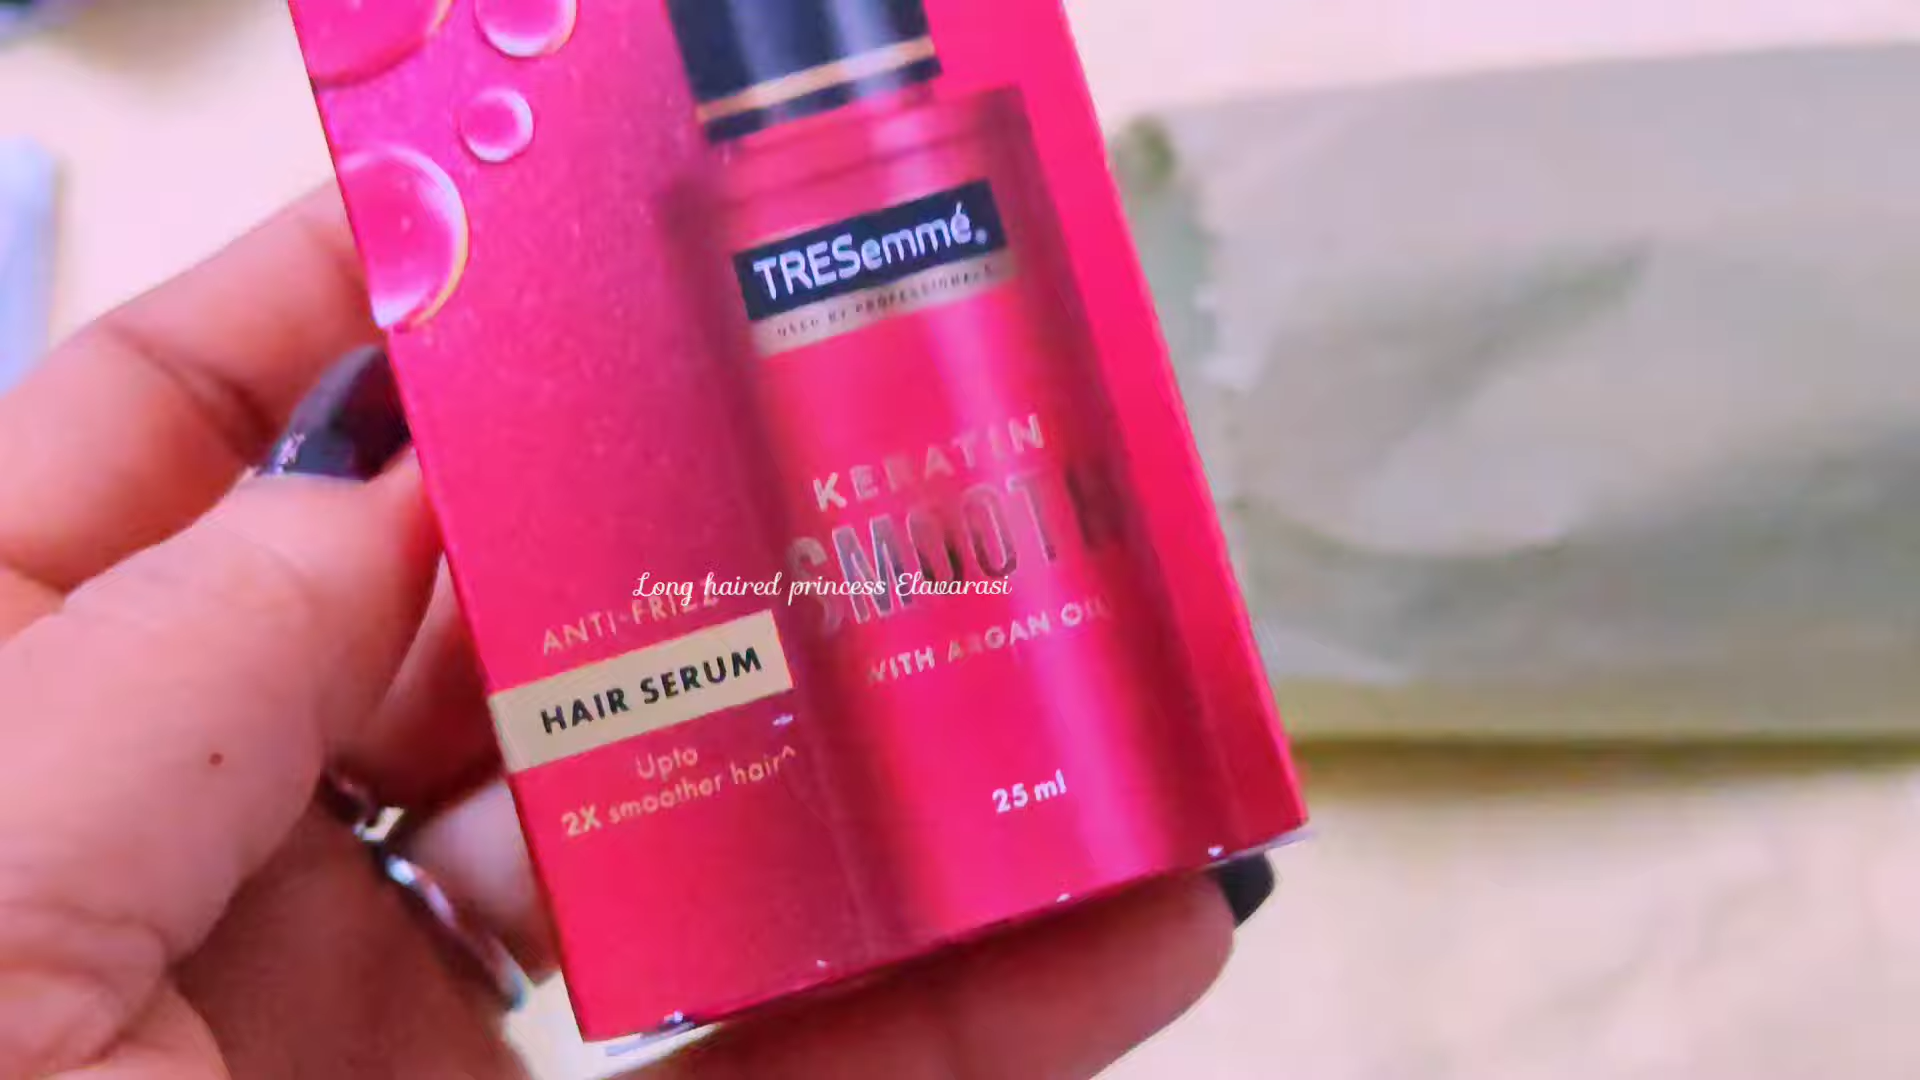 TRESemmé
USED BY PROFESSIONALS
KERATIN
SMOOTH
WITH ARGAN OIL
Long haired princess Elavarasi
ANTI-FRIZZ
HAIR SERUM
Upto
2X smoother hair^
25 ml